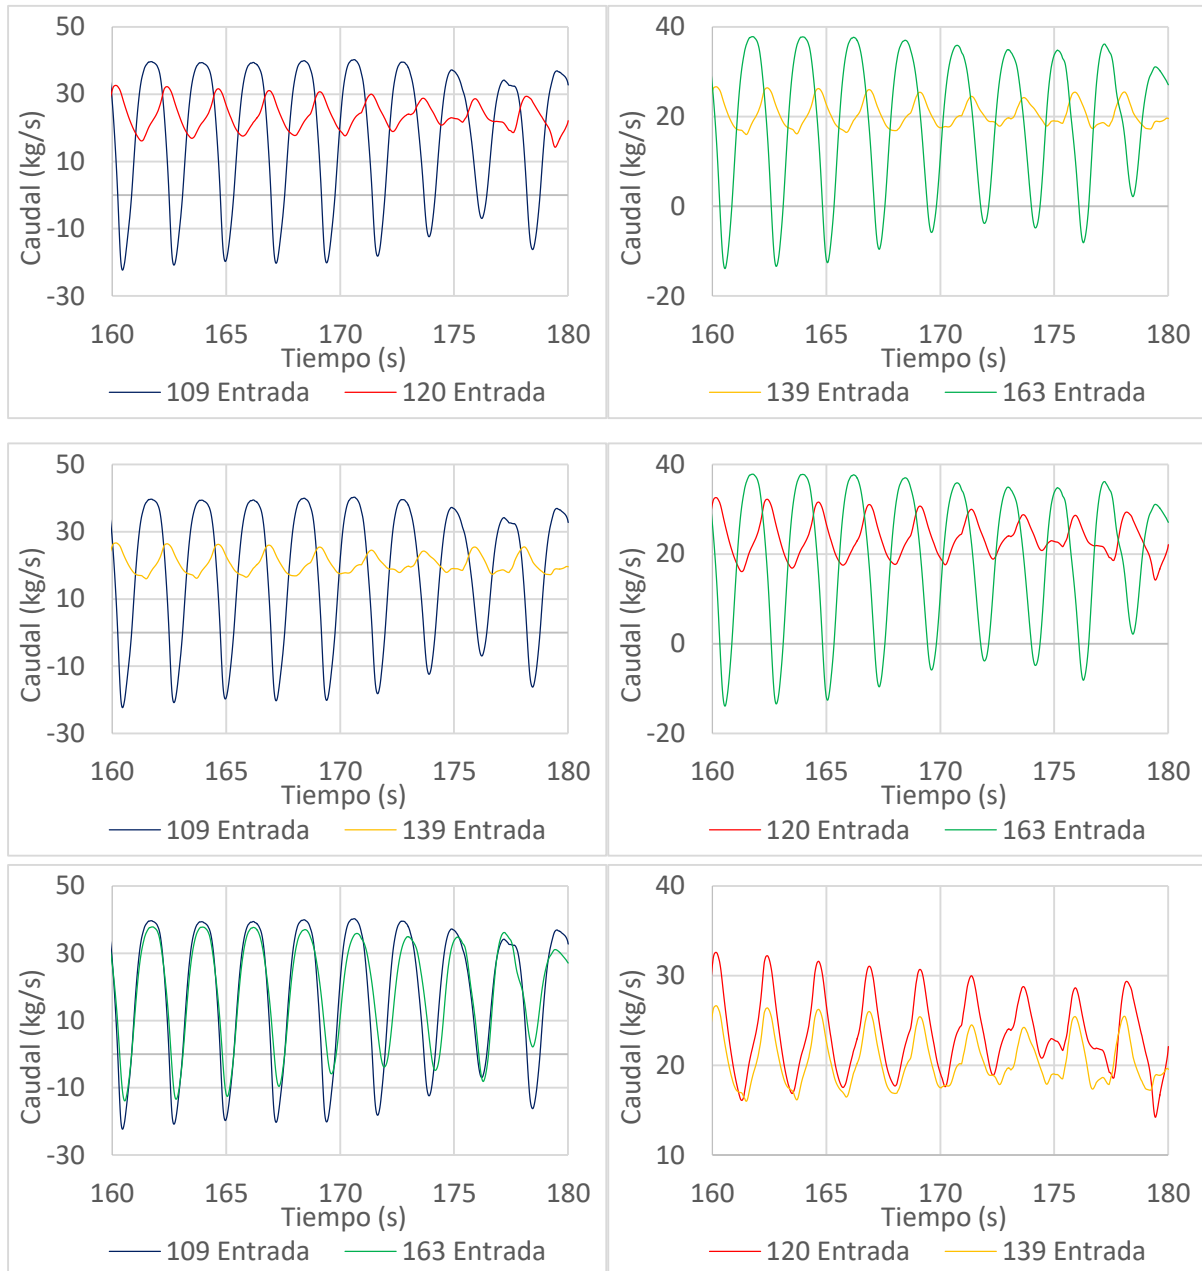 50
30
10
-10
-30
Caudal (kg/s)
160 165 170 175 180
Tiempo (s)
109 Entrada 120 Entrada
40
20
0
-20
Caudal (kg/s)
160 165 170 175 180
Tiempo (s)
139 Entrada 163 Entrada
50
30
10
-10
-30
Caudal (kg/s)
160 165 170 175 180
Tiempo (s)
109 Entrada 139 Entrada
40
20
0
-20
Caudal (kg/s)
160 165 170 175 180
Tiempo (s)
120 Entrada 163 Entrada
50
30
10
-10
-30
Caudal (kg/s)
160 165 170 175 180
Tiempo (s)
109 Entrada 163 Entrada
40
30
20
10
Caudal (kg/s)
160 165 170 175 180
Tiempo (s)
120 Entrada 139 Entrada